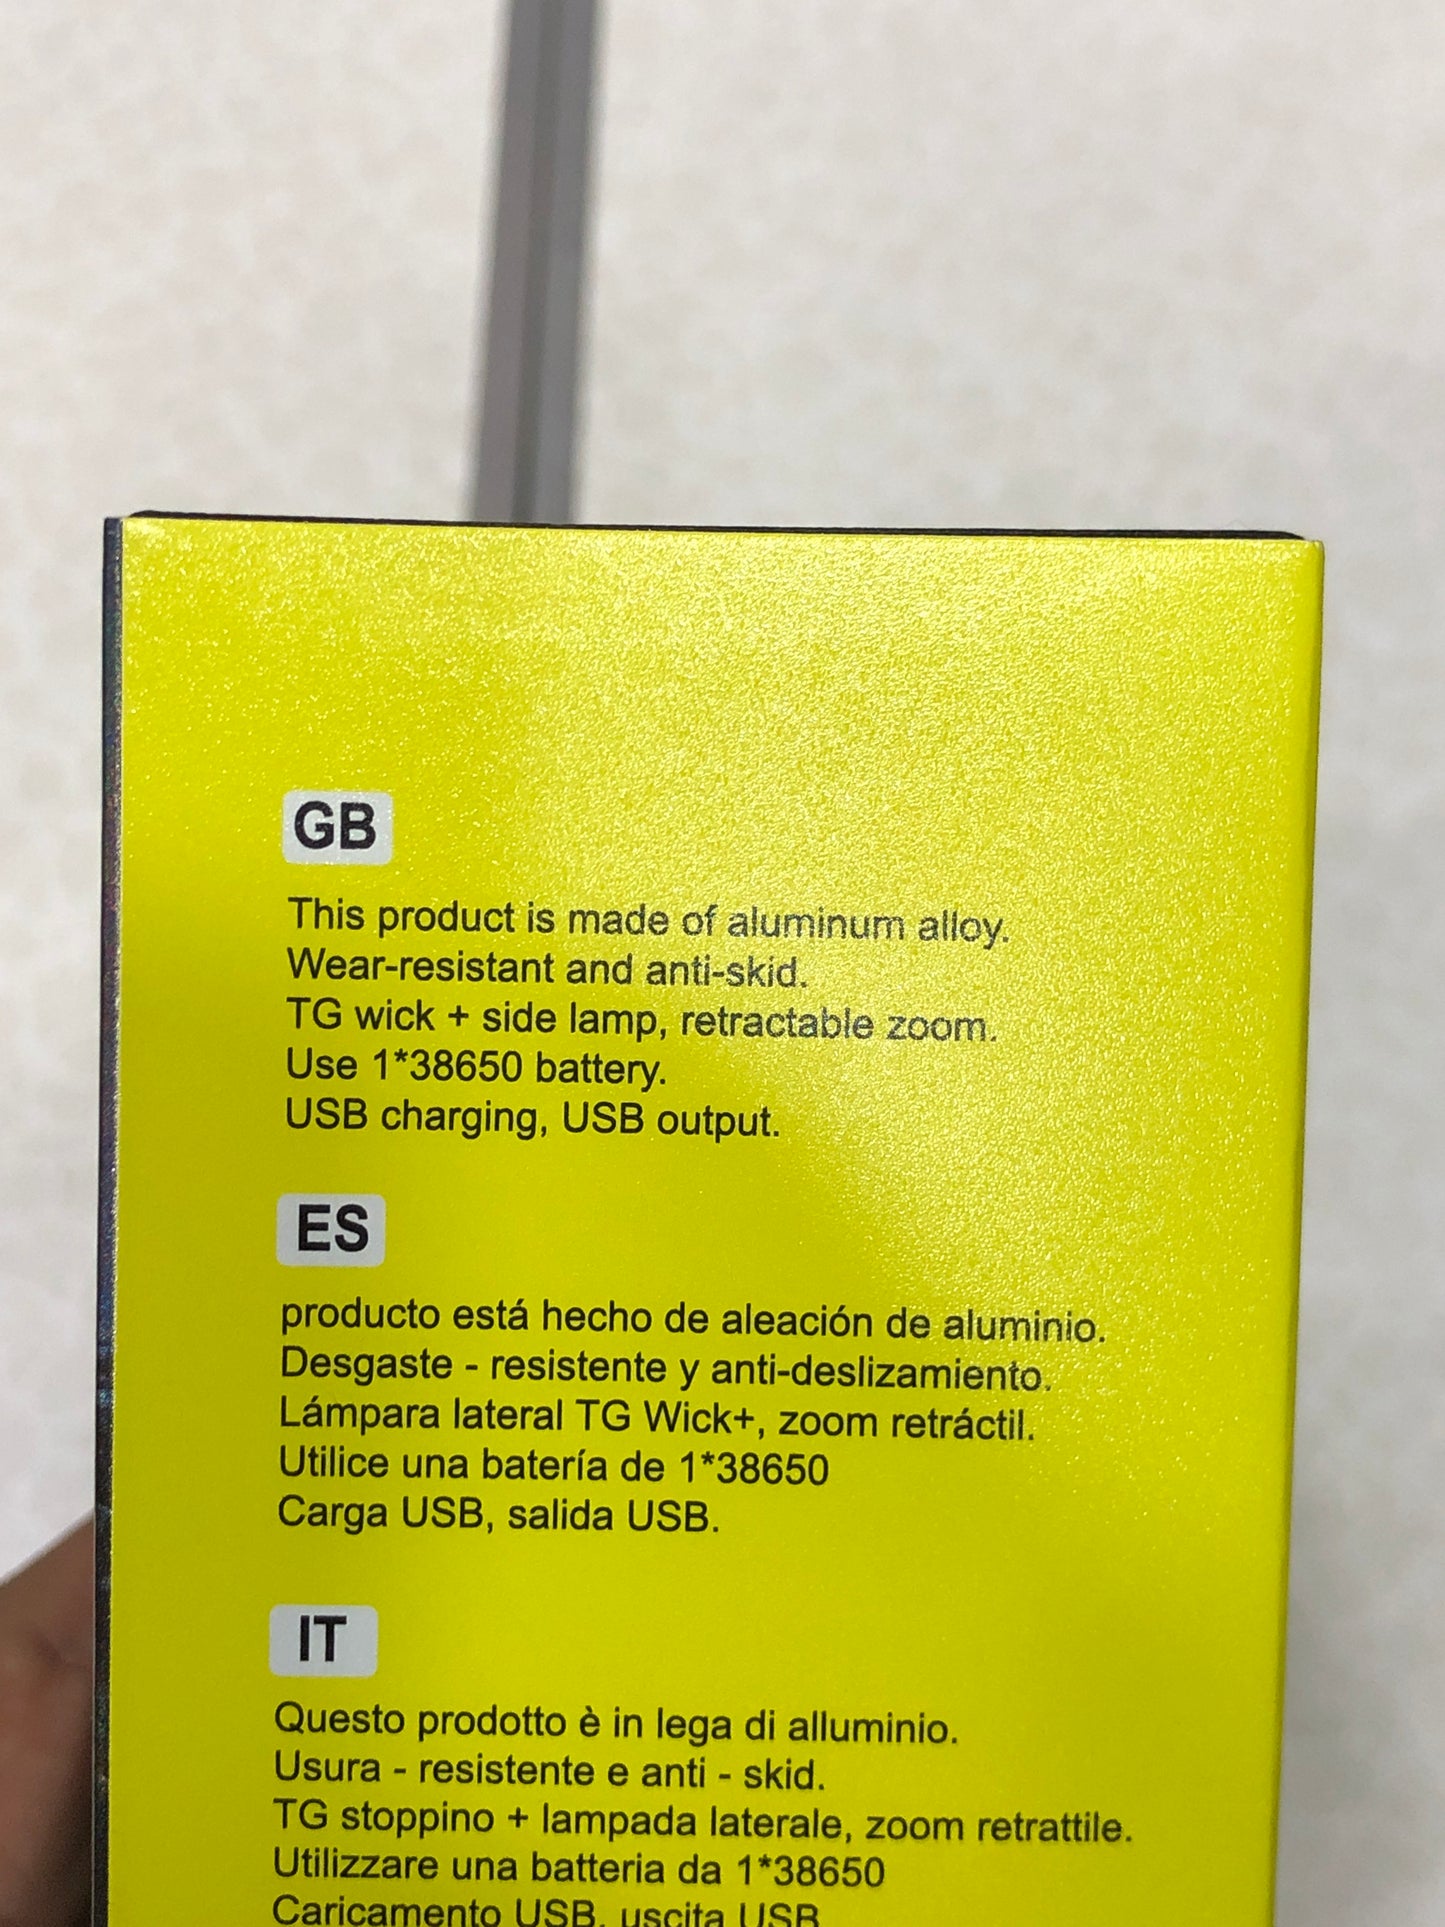 GB
This product is made of aluminum alloy.
Wear-resistant and anti-skid.
TG wick + side lamp, retractable zoom.
Use 1*38650 battery.
USB charging, USB output.
ES
producto está hecho de aleación de aluminio.
Desgaste - resistente y anti-deslizamiento.
Lámpara lateral TG Wick+, zoom retráctil.
Utilice una batería de 1*38650
Carga USB, salida USB.
IT
Questo prodotto è in lega di alluminio.
Usura - resistente e anti - skid.
TG stoppino + lampada laterale, zoom retrattile.
Utilizzare una batteria da 1*38650
Caricamento USB, uscita USB